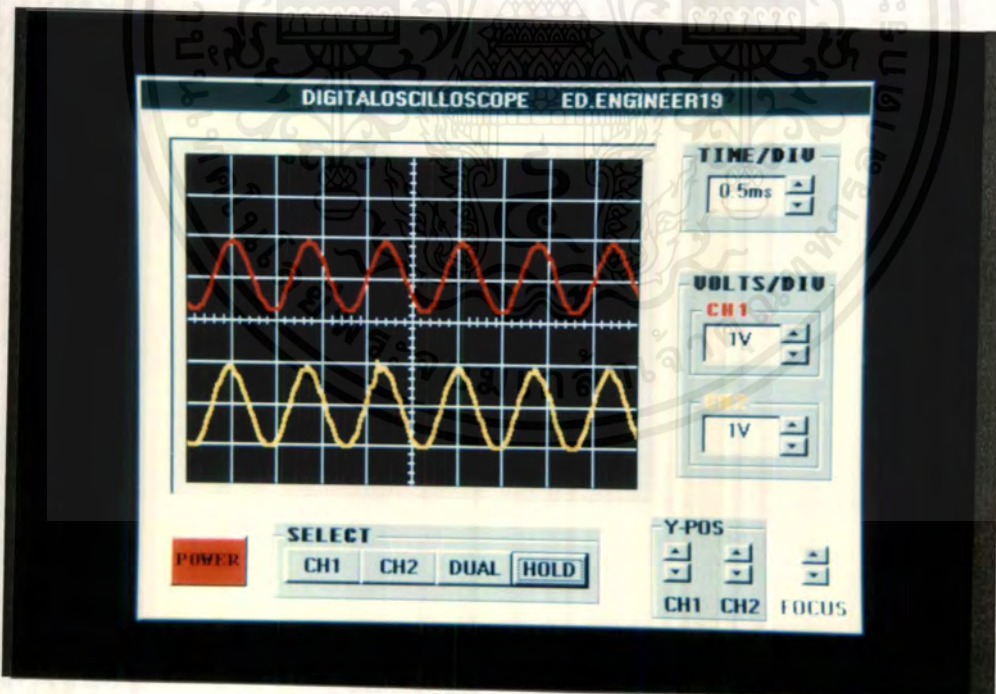 DIGITALOSCILLOSCOPE ED.ENGINEER19
TIME/DIV
0.5ms
VOLTS/DIV
CH1
1V
CH2
1V
POWER
SELECT
CH1 CH2 DUAL HOLD
Y-POS
CH1 CH2 FOCUS